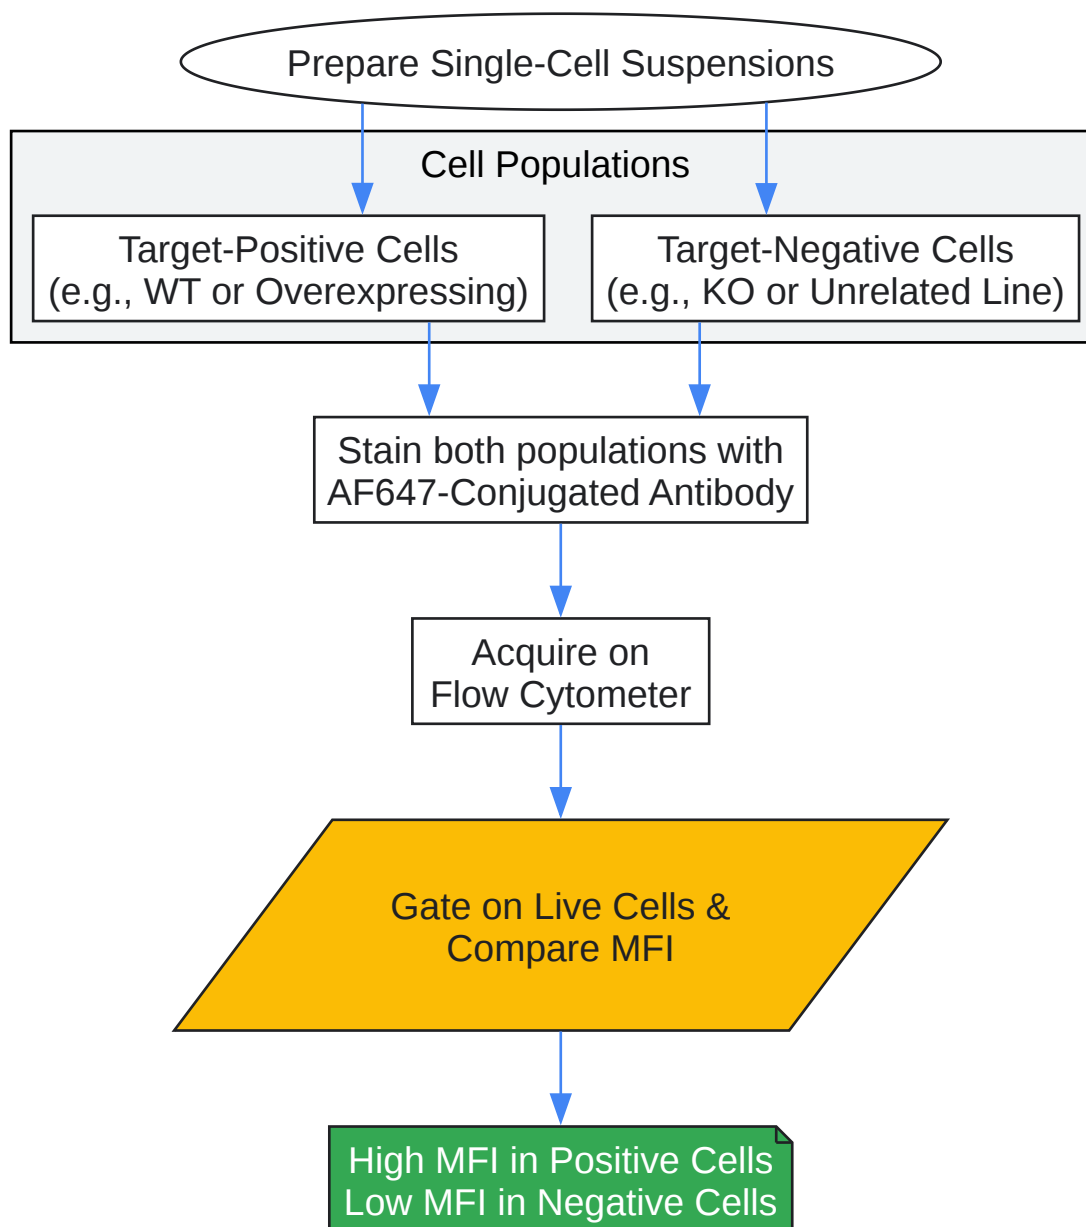 Prepare Single-Cell Suspensions
Cell Populations
Target-Positive Cells
(e.g., WT or Overexpressing)
Target-Negative Cells
(e.g., KO or Unrelated Line)
Stain both populations with
AF647-Conjugated Antibody
Acquire on
Flow Cytometer
Gate on Live Cells &
Compare MFI
High MFI in Positive Cells
Low MFI in Negative Cells